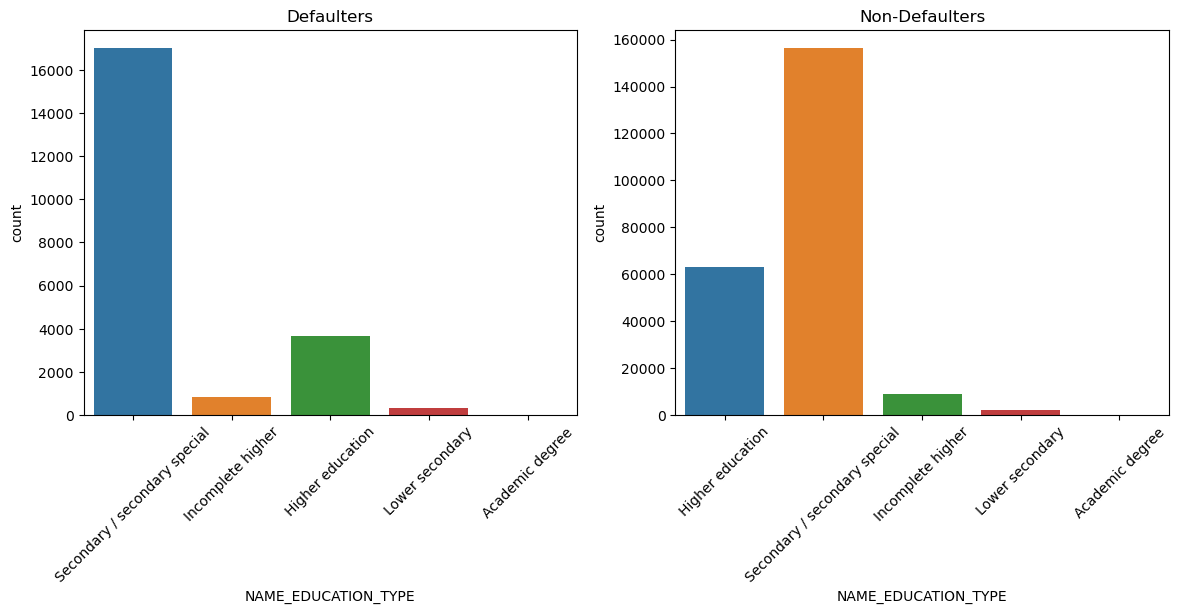 Defaulters
count
16000
14000
12000
10000
8000
6000
4000
2000
0
Secondary / secondary special
Incomplete higher
Higher education
Lower secondary
Academic degree
NAME_EDUCATION_TYPE
Non-Defaulters
count
160000
140000
120000
100000
80000
60000
40000
20000
0
Higher education
Secondary / secondary special
Incomplete higher
Lower secondary
Academic degree
NAME_EDUCATION_TYPE